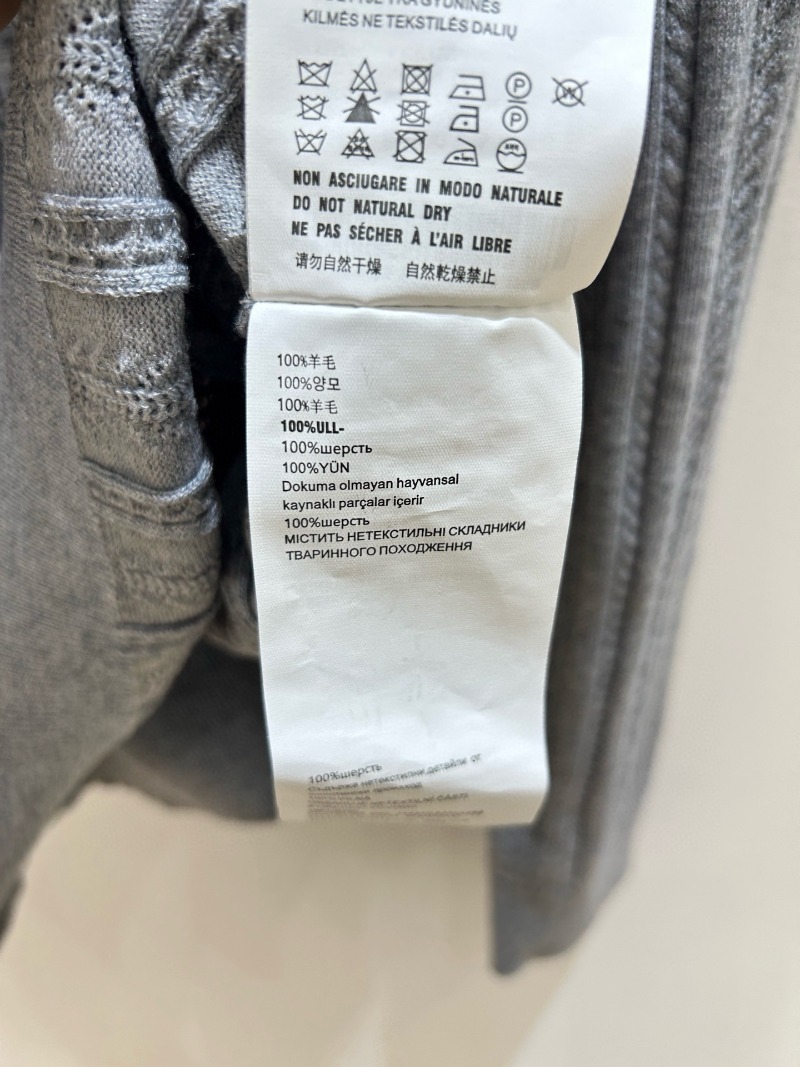 KILMĖS NE TEKSTILĖS DALIŲ
P
P
NON ASCIUGARE IN MODO NATURALE
DO NOT NATURAL DRY
NE PAS SÉCHER À L'AIR LIBRE
请勿自然干燥 自然乾燥禁止
100%羊毛
100%양모
100%羊毛
100%ULL-
100%шерсть
100%YÜN
Dokuma olmayan hayvansal
kaynaklı parçalar içerir
100%шерсть
МІСТИТЬ НЕТЕКСТИЛЬНІ СКЛАДНИКИ
ТВАРИННОГО ПОХОДЖЕННЯ
100%шерсть